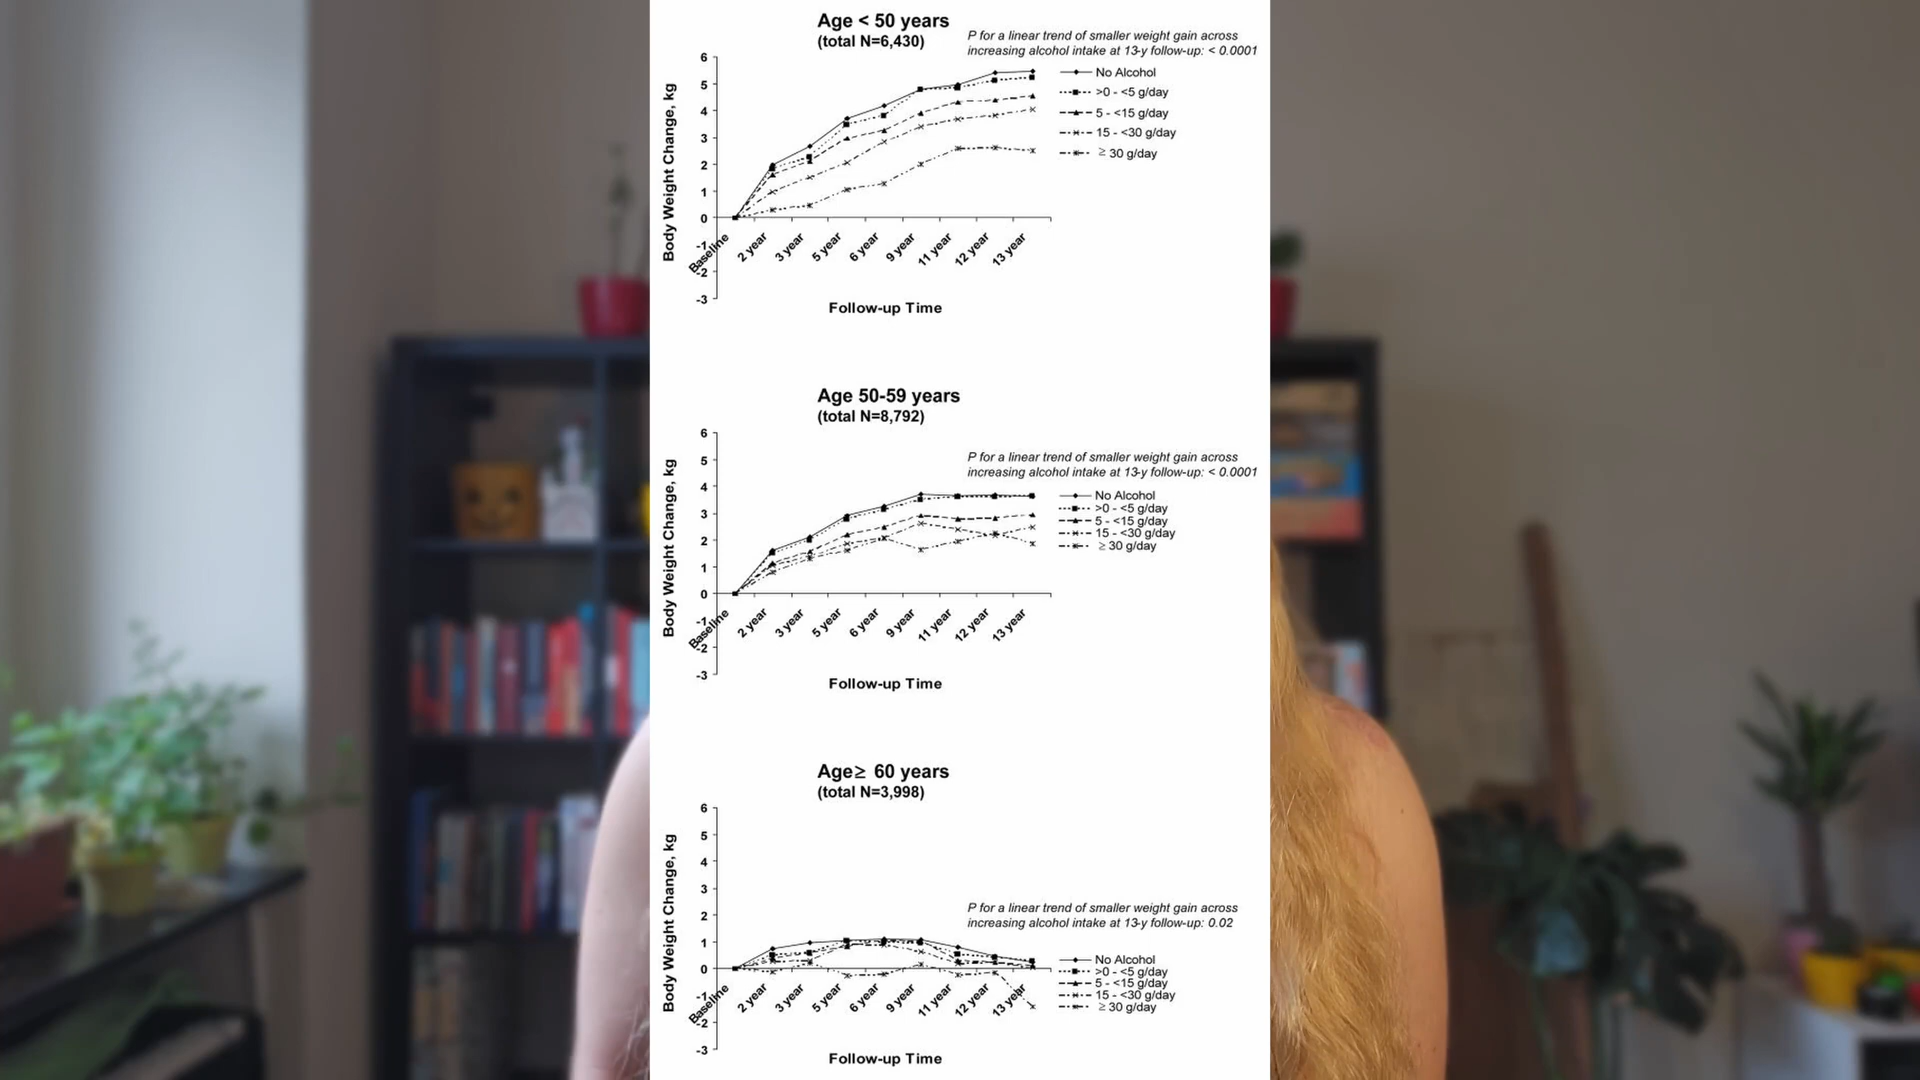 Age < 50 years
(total N=6,430)
P for a linear trend of smaller weight gain across
increasing alcohol intake at 13-y follow-up: < 0.0001
Body Weight Change, kg
6
5
4
3
2
1
0
-1
-2
-3
No Alcohol
>0 - <5 g/day
5 - <15 g/day
15 - <30 g/day
≥ 30 g/day
Baseline
2 year
3 year
5 year
6 year
9 year
11 year
12 year
13 year
Follow-up Time
Age 50-59 years
(total N=8,792)
P for a linear trend of smaller weight gain across
increasing alcohol intake at 13-y follow-up: < 0.0001
Body Weight Change, kg
6
5
4
3
2
1
0
-1
-2
-3
No Alcohol
>0 - <5 g/day
5 - <15 g/day
15 - <30 g/day
≥ 30 g/day
Baseline
2 year
3 year
5 year
6 year
9 year
11 year
12 year
13 year
Follow-up Time
Age≥ 60 years
(total N=3,998)
P for a linear trend of smaller weight gain across
increasing alcohol intake at 13-y follow-up: 0.02
Body Weight Change, kg
6
5
4
3
2
1
0
-1
-2
-3
No Alcohol
>0 - <5 g/day
5 - <15 g/day
15 - <30 g/day
≥ 30 g/day
Baseline
2 year
3 year
5 year
6 year
9 year
11 year
12 year
13 year
Follow-up Time